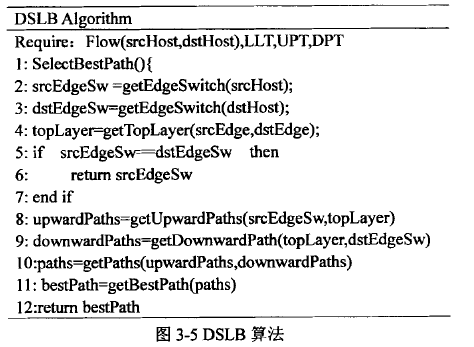 DSLB Algorithm
Require: Flow(srcHost,dstHost),LLT,UPT,DPT
1: SelectBestPath(){
2: srcEdgeSw =getEdgeSwitch(srcHost);
3: dstEdgeSw=getEdgeSwitch(dstHost);
4: topLayer=getTopLayer(srcEdge,dstEdge);
5: if srcEdgeSw==dstEdgeSw then
6: return srcEdgeSw
7: end if
8: upwardPaths=getUpwardPaths(srcEdgeSw,topLayer)
9: downwardPaths=getDownwardPath(topLayer,dstEdgeSw)
10:paths=getPaths(upwardPaths,downwardPaths)
11: bestPath=getBestPath(paths)
12:return bestPath
图 3-5 DSLB 算法